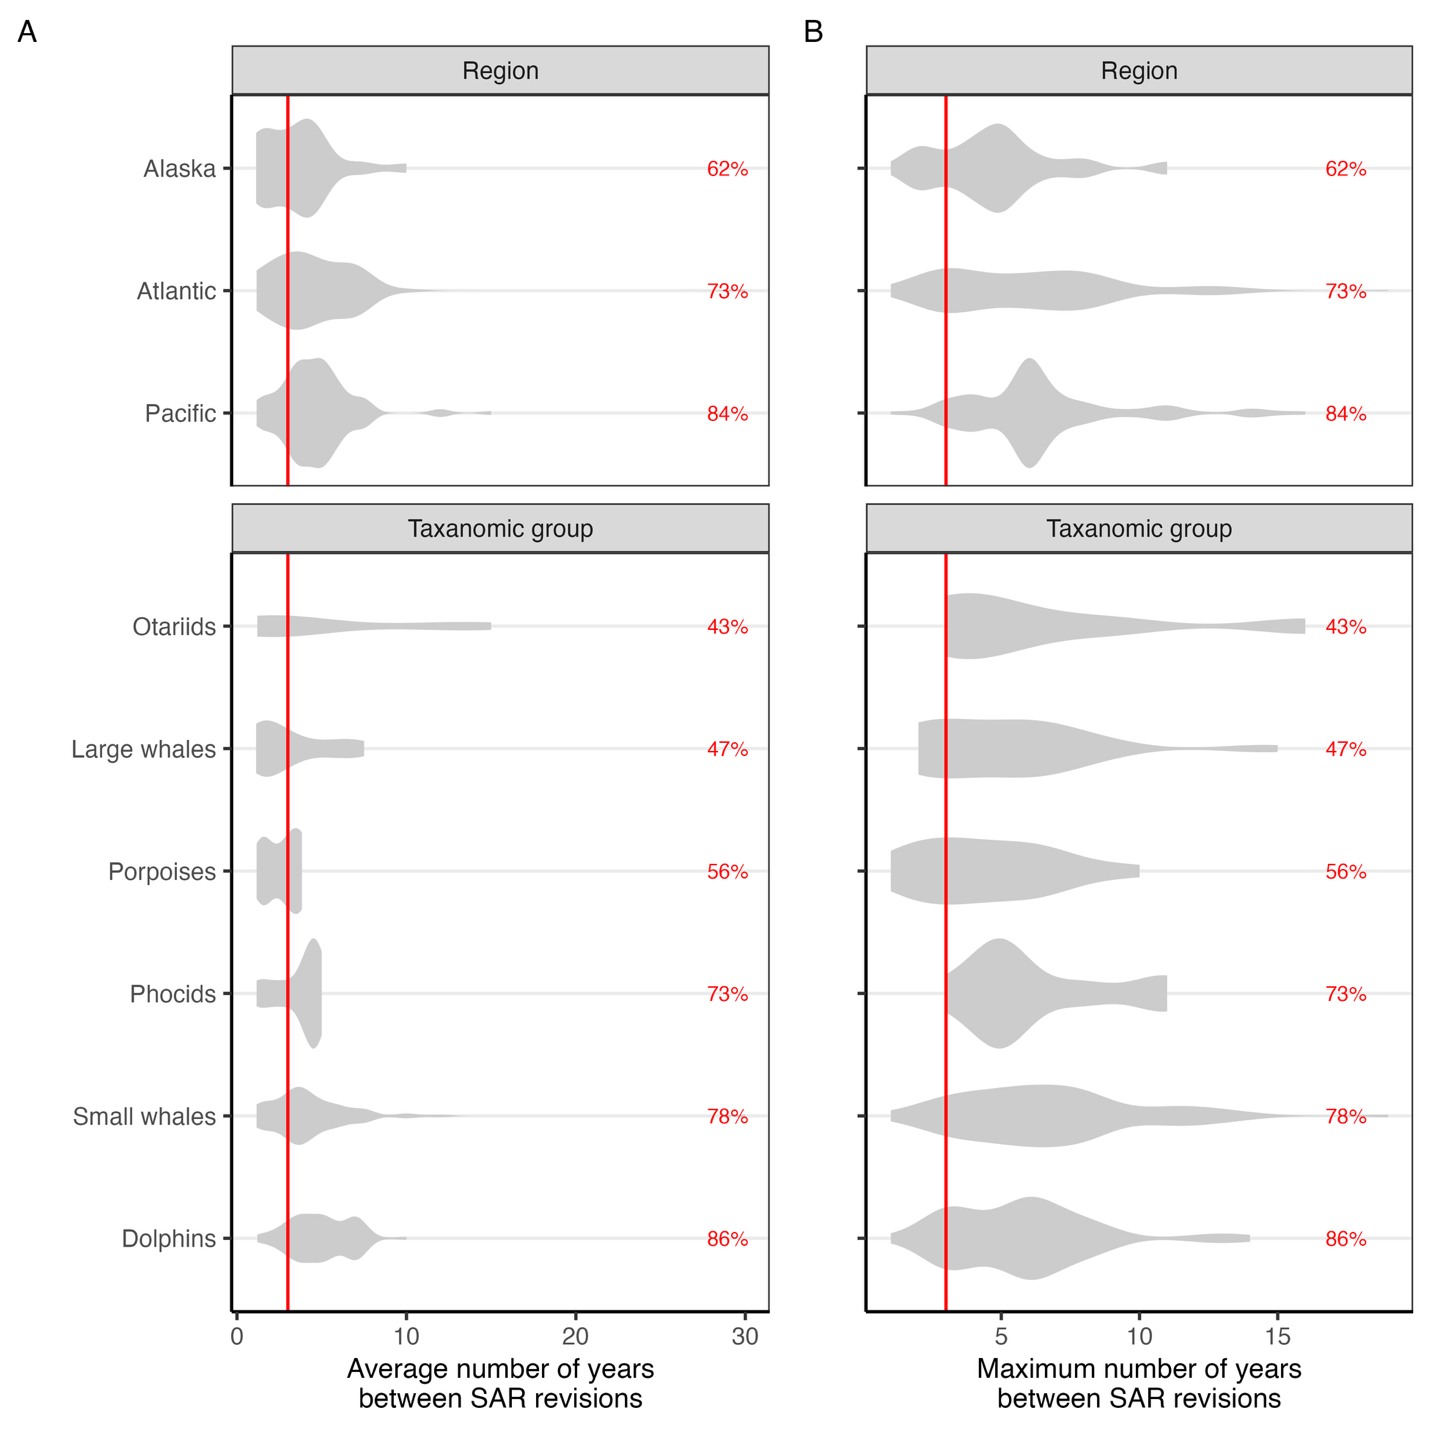 A
Region
Alaska
62%
Atlantic
73%
Pacific
84%
Taxanomic group
Otariids
43%
Large whales
47%
Porpoises
56%
Phocids
73%
Small whales
78%
Dolphins
86%
0 10 20 30
Average number of years
between SAR revisions
B
Region
62%
73%
84%
Taxanomic group
43%
47%
56%
73%
78%
86%
5 10 15
Maximum number of years
between SAR revisions